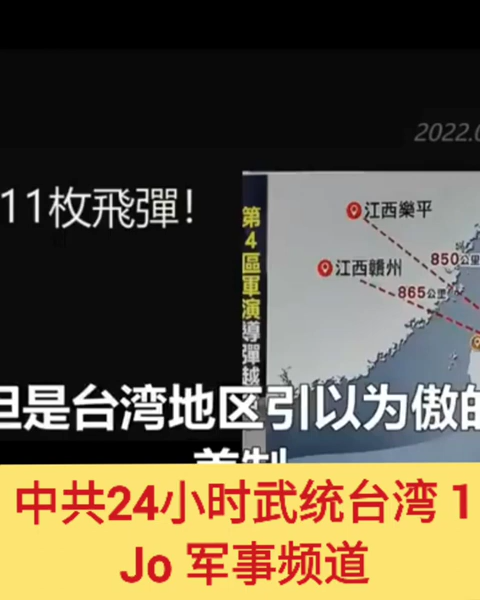 2022.0
11枚飛彈!
第4區軍演導彈越
江西樂平
850公里
江西贛州
865公里
但是台湾地区引以为傲的
美制
中共24小时武统台湾 1
Jo 军事频道